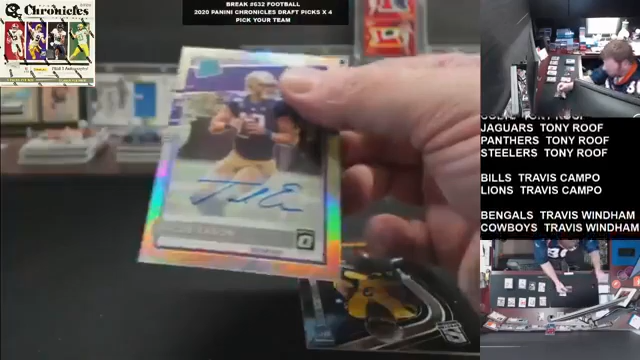 Chronicles
BREAK #632 FOOTBALL
2020 PANINI CHRONICLES DRAFT PICKS X 4
PICK YOUR TEAM
JAGUARS TONY ROOF
PANTHERS TONY ROOF
STEELERS TONY ROOF
BILLS TRAVIS CAMPO
LIONS TRAVIS CAMPO
BENGALS TRAVIS WINDHAM
COWBOYS TRAVIS WINDHAM
EASON